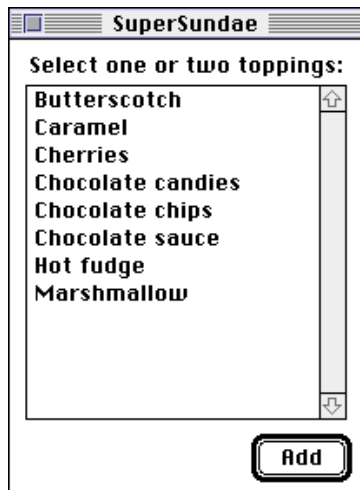 SuperSundae
Select one or two toppings:
Butterscotch
Caramel
Cherries
Chocolate candies
Chocolate chips
Chocolate sauce
Hot fudge
Marshmallow
Add